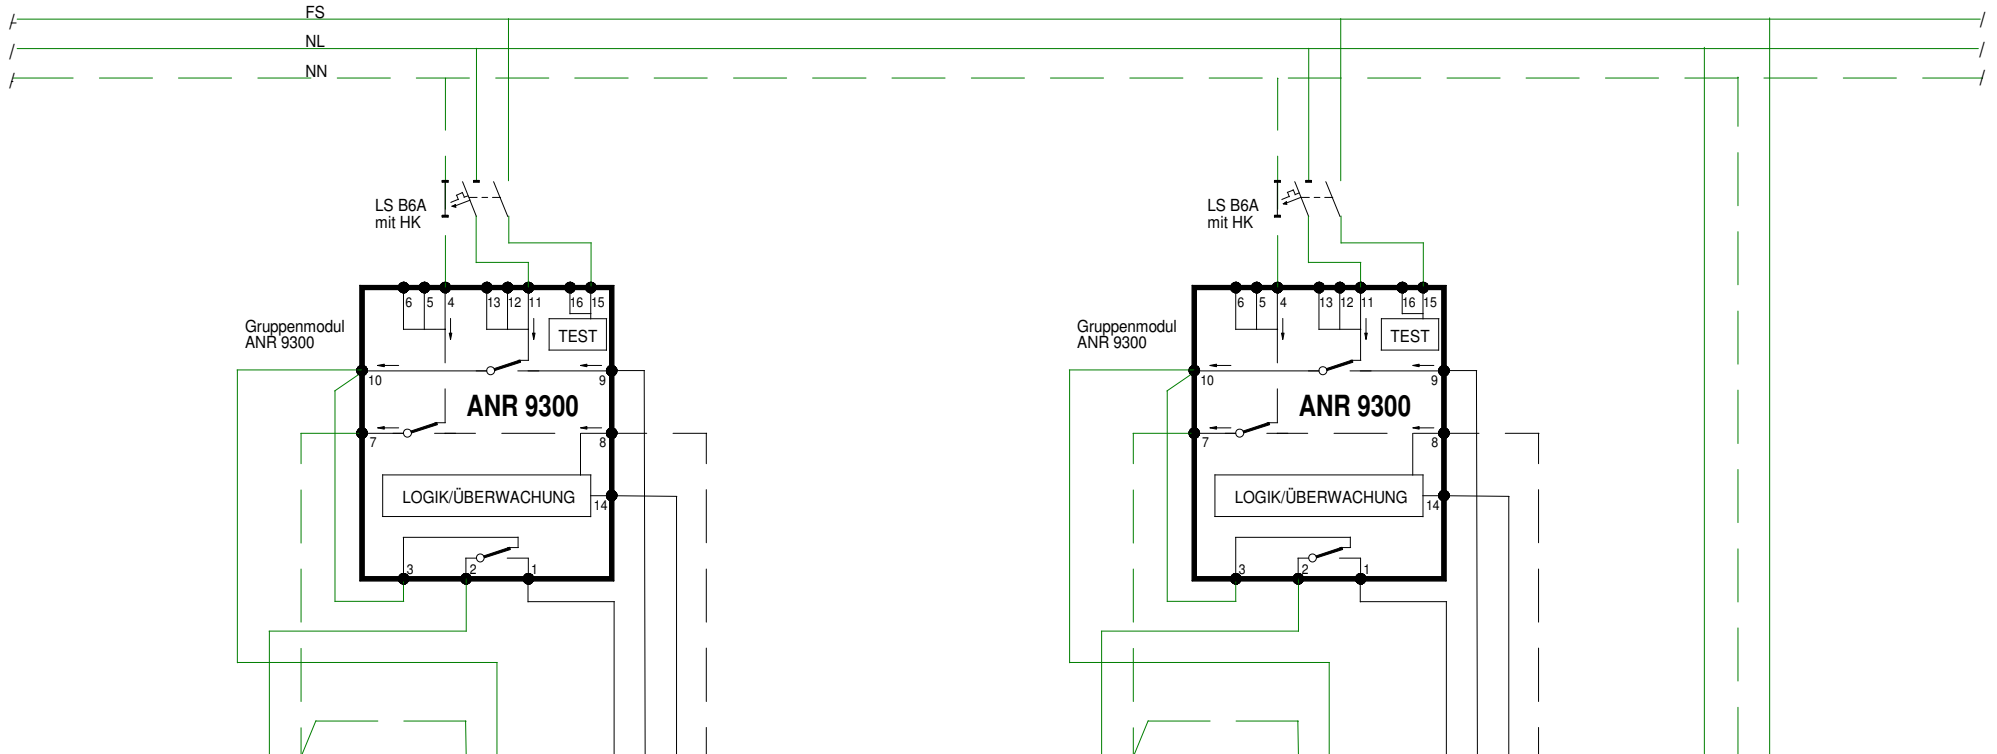 FS
NL
NN
LS B6A
mit HK
LS B6A
mit HK
6 5 4 13 12 11 16 15
6 5 4 13 12 11 16 15
Gruppenmodul
ANR 9300
TEST
Gruppenmodul
ANR 9300
TEST
10 9
10 9
ANR 9300
ANR 9300
7 8
7 8
LOGIK/ÜBERWACHUNG
14
LOGIK/ÜBERWACHUNG
14
3 2 1
3 2 1